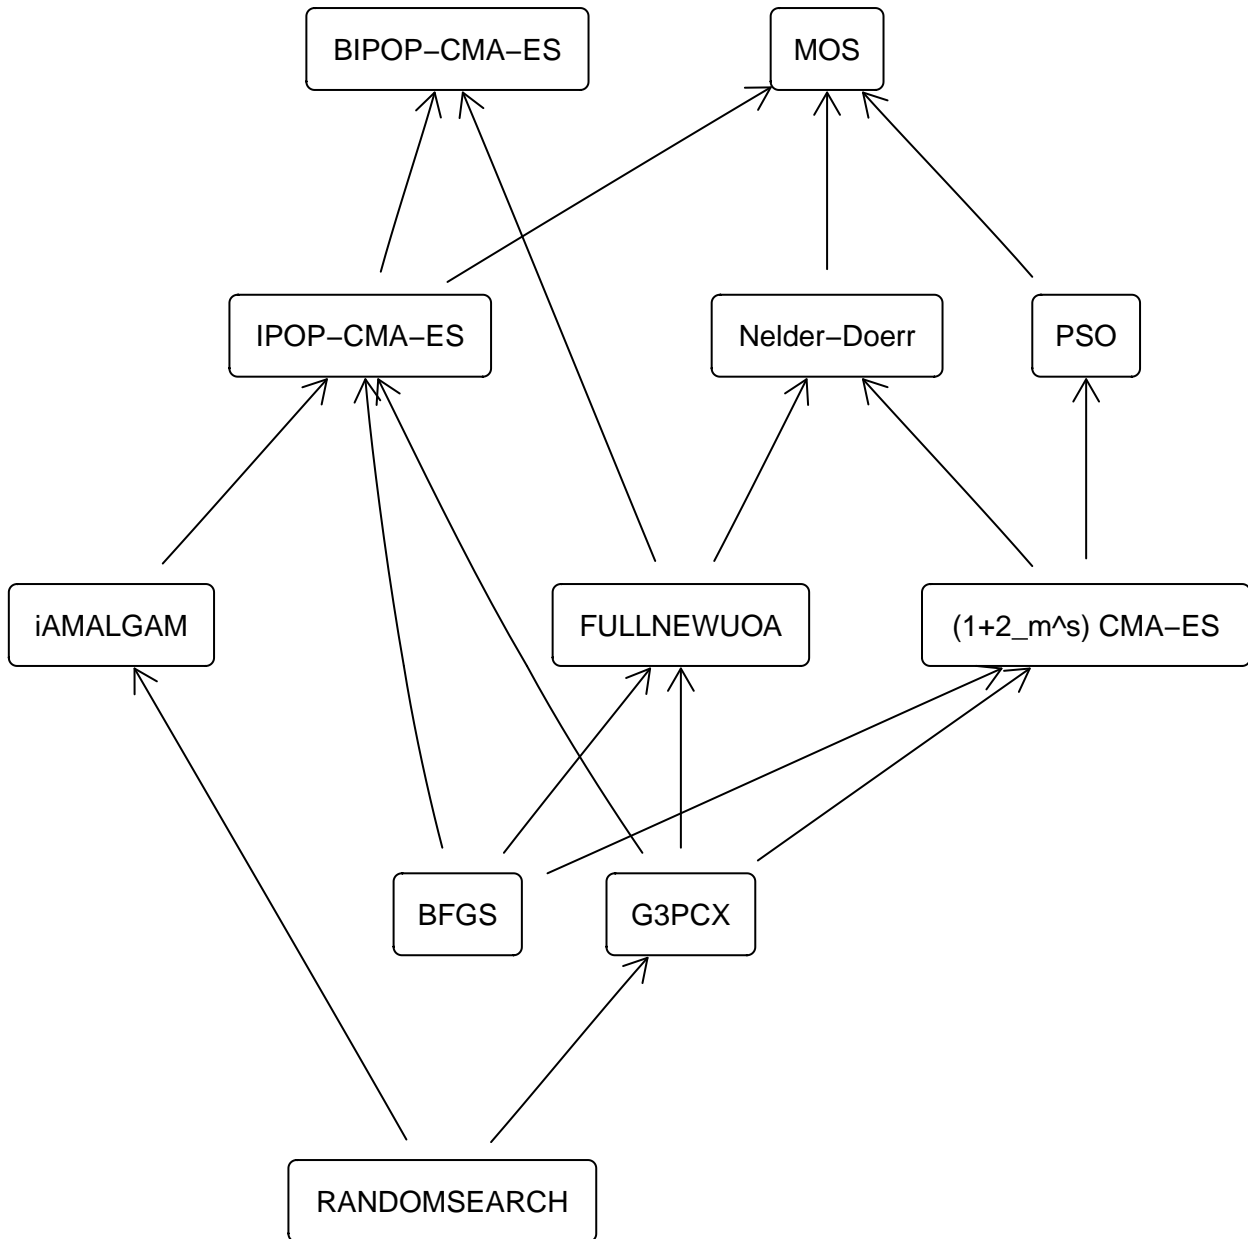 BIPOP−CMA−ES
MOS
IPOP−CMA−ES
Nelder−Doerr
PSO
iAMALGAM
FULLNEWUOA
(1+2_m^s) CMA−ES
BFGS
G3PCX
RANDOMSEARCH